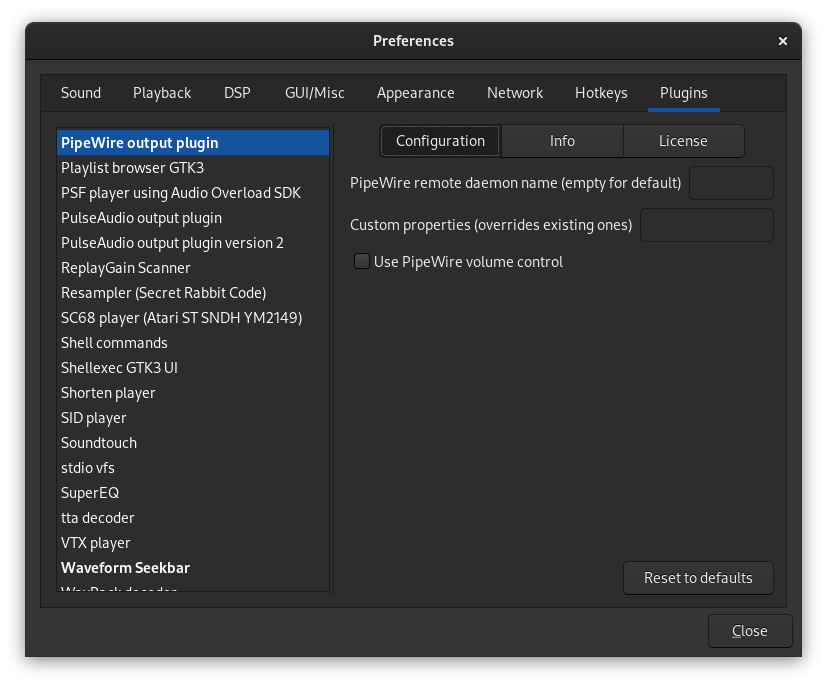 Preferences
Sound Playback DSP GUI/Misc Appearance Network Hotkeys Plugins
PipeWire output plugin
Playlist browser GTK3
PSF player using Audio Overload SDK
PulseAudio output plugin
PulseAudio output plugin version 2
ReplayGain Scanner
Resampler (Secret Rabbit Code)
SC68 player (Atari ST SNDH YM2149)
Shell commands
Shellexec GTK3 UI
Shorten player
SID player
Soundtouch
stdio vfs
SuperEQ
tta decoder
VTX player
Waveform Seekbar
WavPack decoder
Configuration Info License
PipeWire remote daemon name (empty for default)
Custom properties (overrides existing ones)
Use PipeWire volume control
Reset to defaults
Close